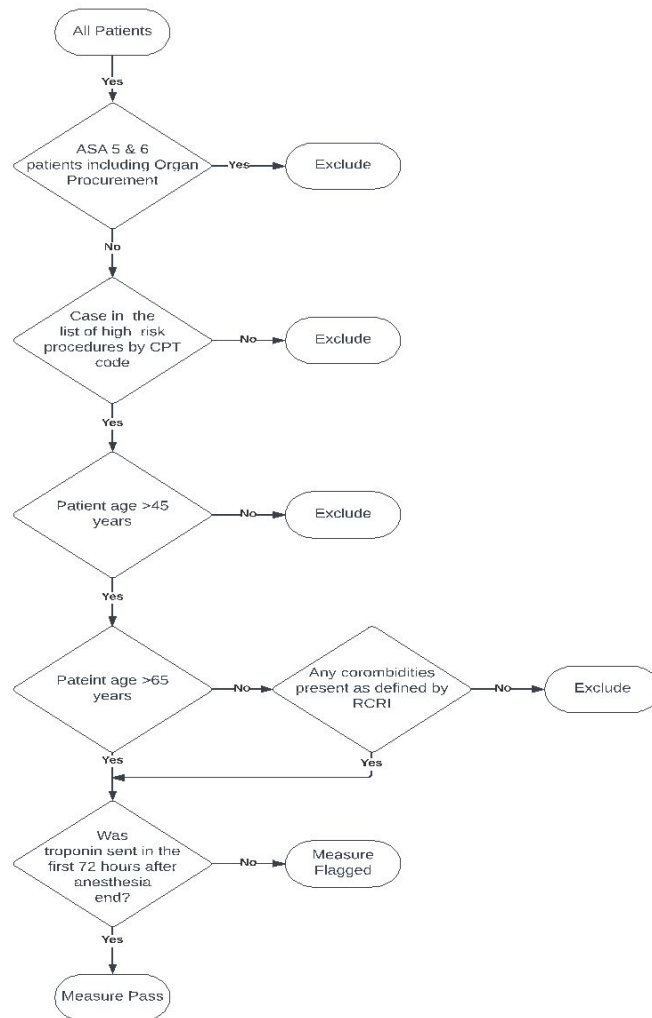 All Patients
Yes
ASA 5 & 6
patients including Organ
Procurement
Yes
Exclude
No
Case in the
list of high risk
procedures by CPT
code
No
Exclude
Yes
Patient age >45
years
No
Exclude
Yes
Pateint age >65
years
No
Any corombidities
present as defined by
RCRI
No
Exclude
Yes
Yes
Was
troponin sent in the
first 72 hours after
anesthesia
end?
No
Measure
Flagged
Yes
Measure Pass